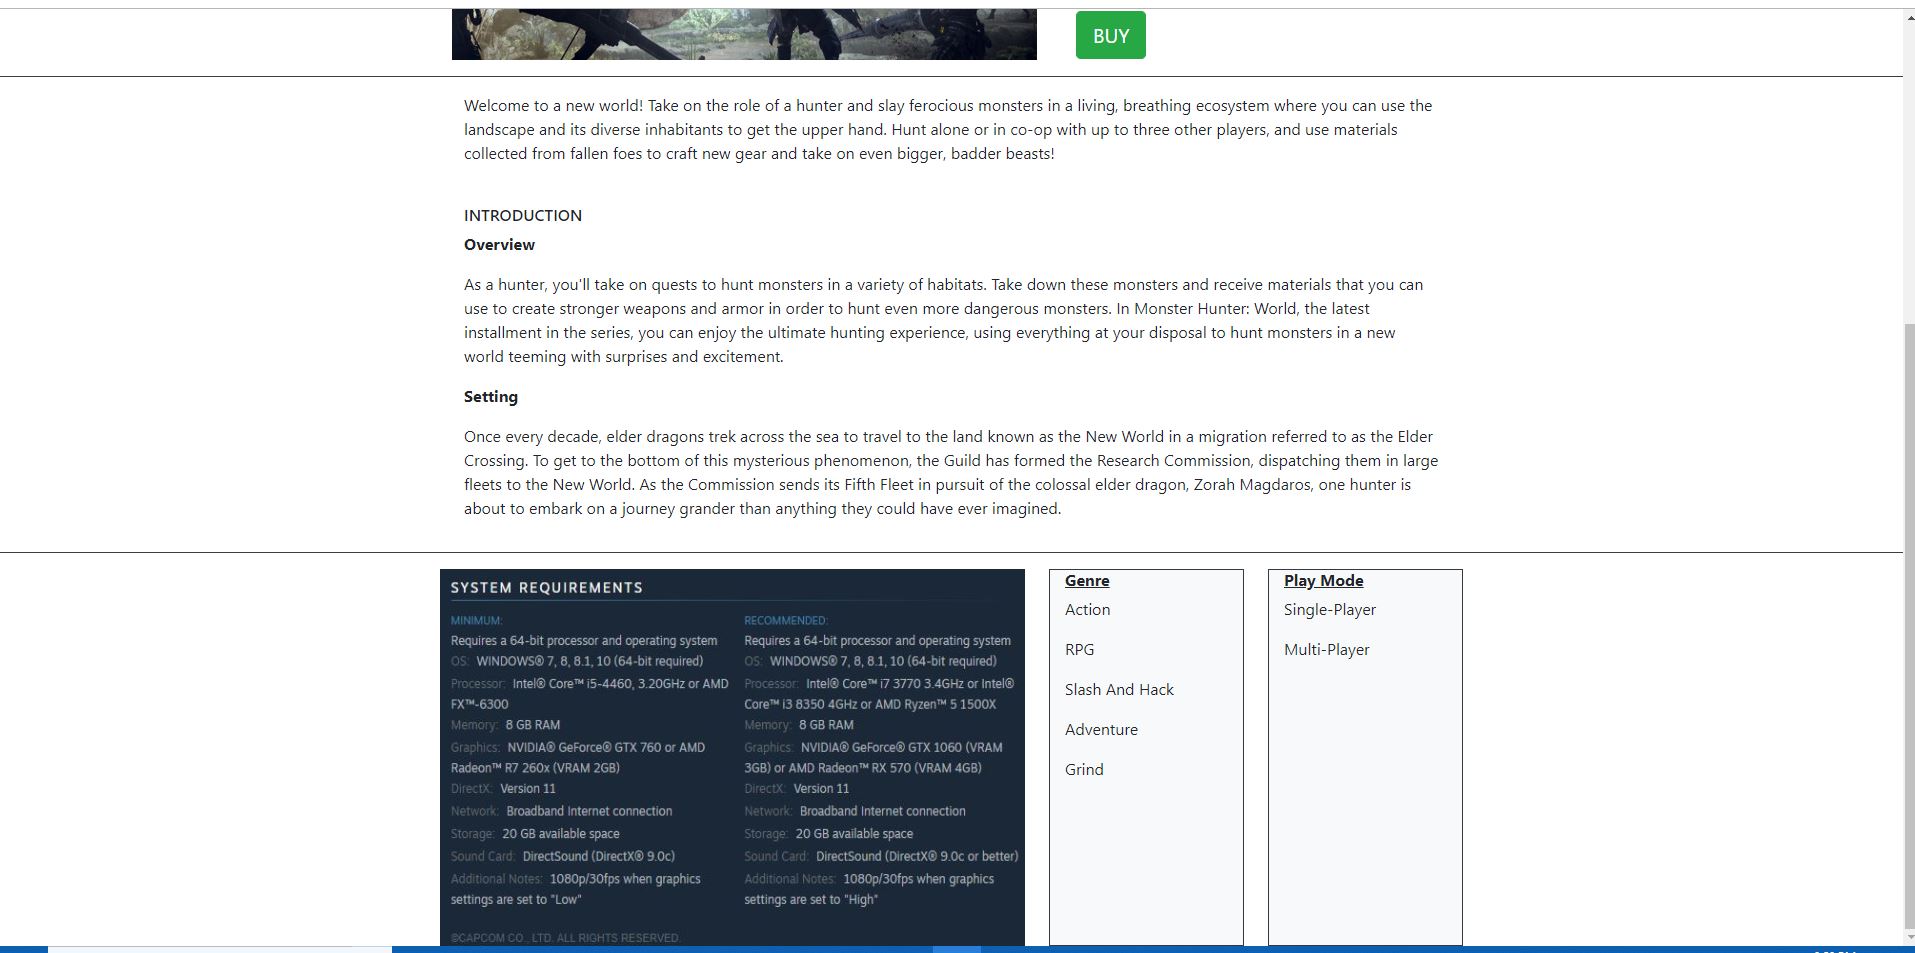 BUY
Welcome to a new world! Take on the role of a hunter and slay ferocious monsters in a living, breathing ecosystem where you can use the
landscape and its diverse inhabitants to get the upper hand. Hunt alone or in co-op with up to three other players, and use materials
collected from fallen foes to craft new gear and take on even bigger, badder beasts!
INTRODUCTION
Overview
As a hunter, you'll take on quests to hunt monsters in a variety of habitats. Take down these monsters and receive materials that you can
use to create stronger weapons and armor in order to hunt even more dangerous monsters. In Monster Hunter: World, the latest
installment in the series, you can enjoy the ultimate hunting experience, using everything at your disposal to hunt monsters in a new
world teeming with surprises and excitement.
Setting
Once every decade, elder dragons trek across the sea to travel to the land known as the New World in a migration referred to as the Elder
Crossing. To get to the bottom of this mysterious phenomenon, the Guild has formed the Research Commission, dispatching them in large
fleets to the New World. As the Commission sends its Fifth Fleet in pursuit of the colossal elder dragon, Zorah Magdaros, one hunter is
about to embark on a journey grander than anything they could have ever imagined.
SYSTEM REQUIREMENTS
MINIMUM:
Requires a 64-bit processor and operating system
OS: WINDOWS® 7, 8, 8.1, 10 (64-bit required)
Processor: Intel® Core™ i5-4460, 3.20GHz or AMD
FX™-6300
Memory: 8 GB RAM
Graphics: NVIDIA® GeForce® GTX 760 or AMD
Radeon™ R7 260x (VRAM 2GB)
DirectX: Version 11
Network: Broadband Internet connection
Storage: 20 GB available space
Sound Card: DirectSound (DirectX® 9.0c)
Additional Notes: 1080p/30fps when graphics
settings are set to "Low"
RECOMMENDED:
Requires a 64-bit processor and operating system
OS: WINDOWS® 7, 8, 8.1, 10 (64-bit required)
Processor: Intel® Core™ i7 3770 3.4GHz or Intel®
Core™ i3 8350 4GHz or AMD Ryzen™ 5 1500X
Memory: 8 GB RAM
Graphics: NVIDIA® GeForce® GTX 1060 (VRAM
3GB) or AMD Radeon™ RX 570 (VRAM 4GB)
DirectX: Version 11
Network: Broadband Internet connection
Storage: 20 GB available space
Sound Card: DirectSound (DirectX® 9.0c or better)
Additional Notes: 1080p/30fps when graphics
settings are set to "High"
©CAPCOM CO., LTD. ALL RIGHTS RESERVED.
Genre
Action
RPG
Slash And Hack
Adventure
Grind
Play Mode
Single-Player
Multi-Player